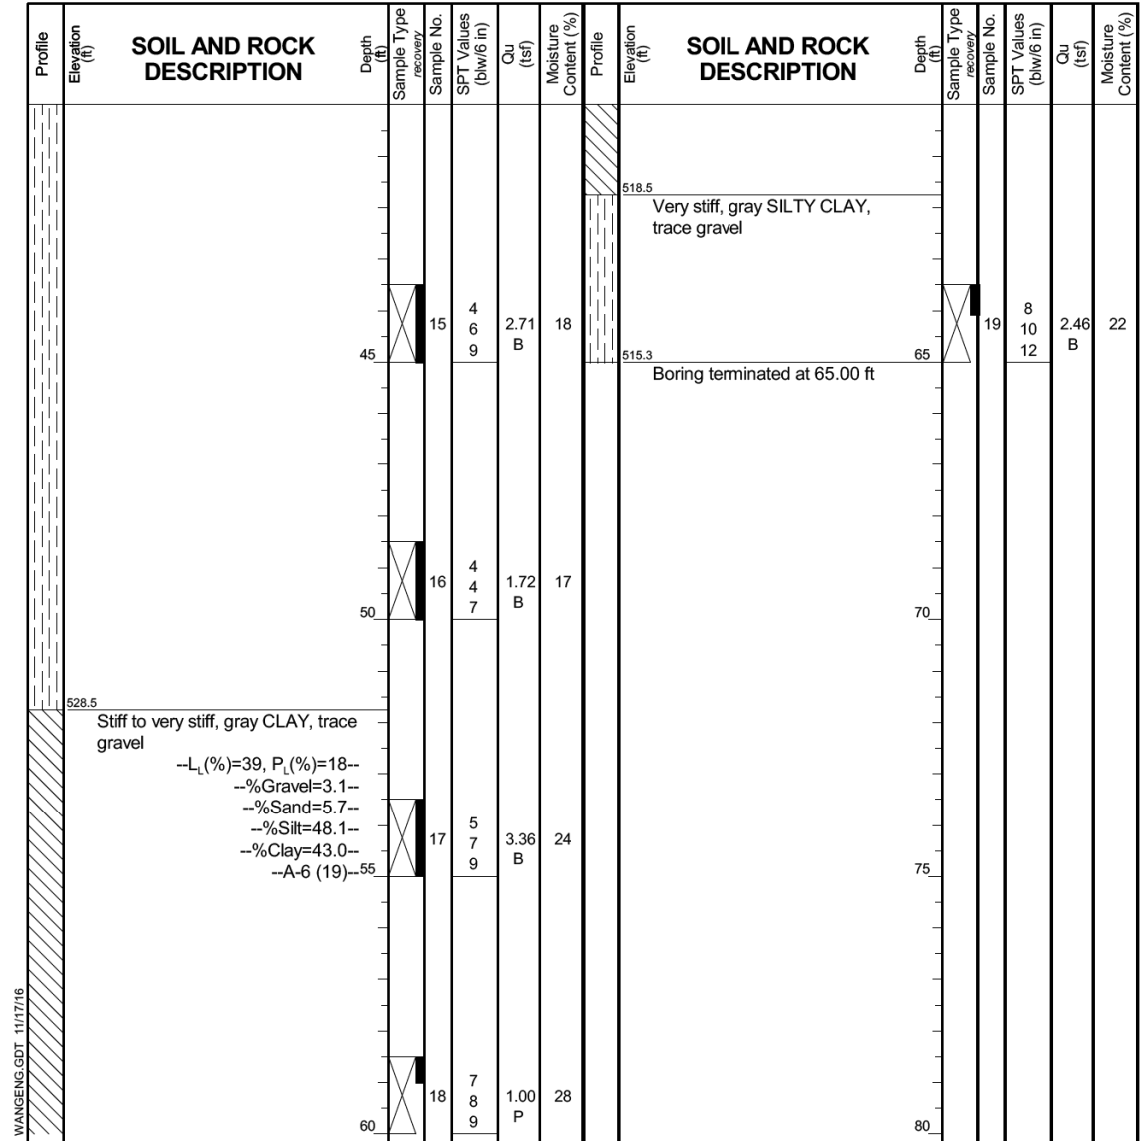 Profile
Elevation
(ft)
SOIL AND ROCK
DESCRIPTION
Depth
(ft)
Sample Type
recovery
Sample No.
SPT Values
(blw/6 in)
Qu
(tsf)
Moisture
Content (%)
Profile
Elevation
(ft)
SOIL AND ROCK
DESCRIPTION
Depth
(ft)
Sample Type
recovery
Sample No.
SPT Values
(blw/6 in)
Qu
(tsf)
Moisture
Content (%)
45
15
4
6
9
2.71
B
18
50
16
4
4
7
1.72
B
17
528.5
Stiff to very stiff, gray CLAY, trace
gravel
--LL(%)=39, PL(%)=18--
--%Gravel=3.1--
--%Sand=5.7--
--%Silt=48.1--
--%Clay=43.0--
--A-6 (19)--
55
17
5
7
9
3.36
B
24
60
18
7
8
9
1.00
P
28
518.5
Very stiff, gray SILTY CLAY,
trace gravel
19
8
10
12
2.46
B
22
515.3
65
Boring terminated at 65.00 ft
70
75
80
WANGENG.GDT 11/17/16